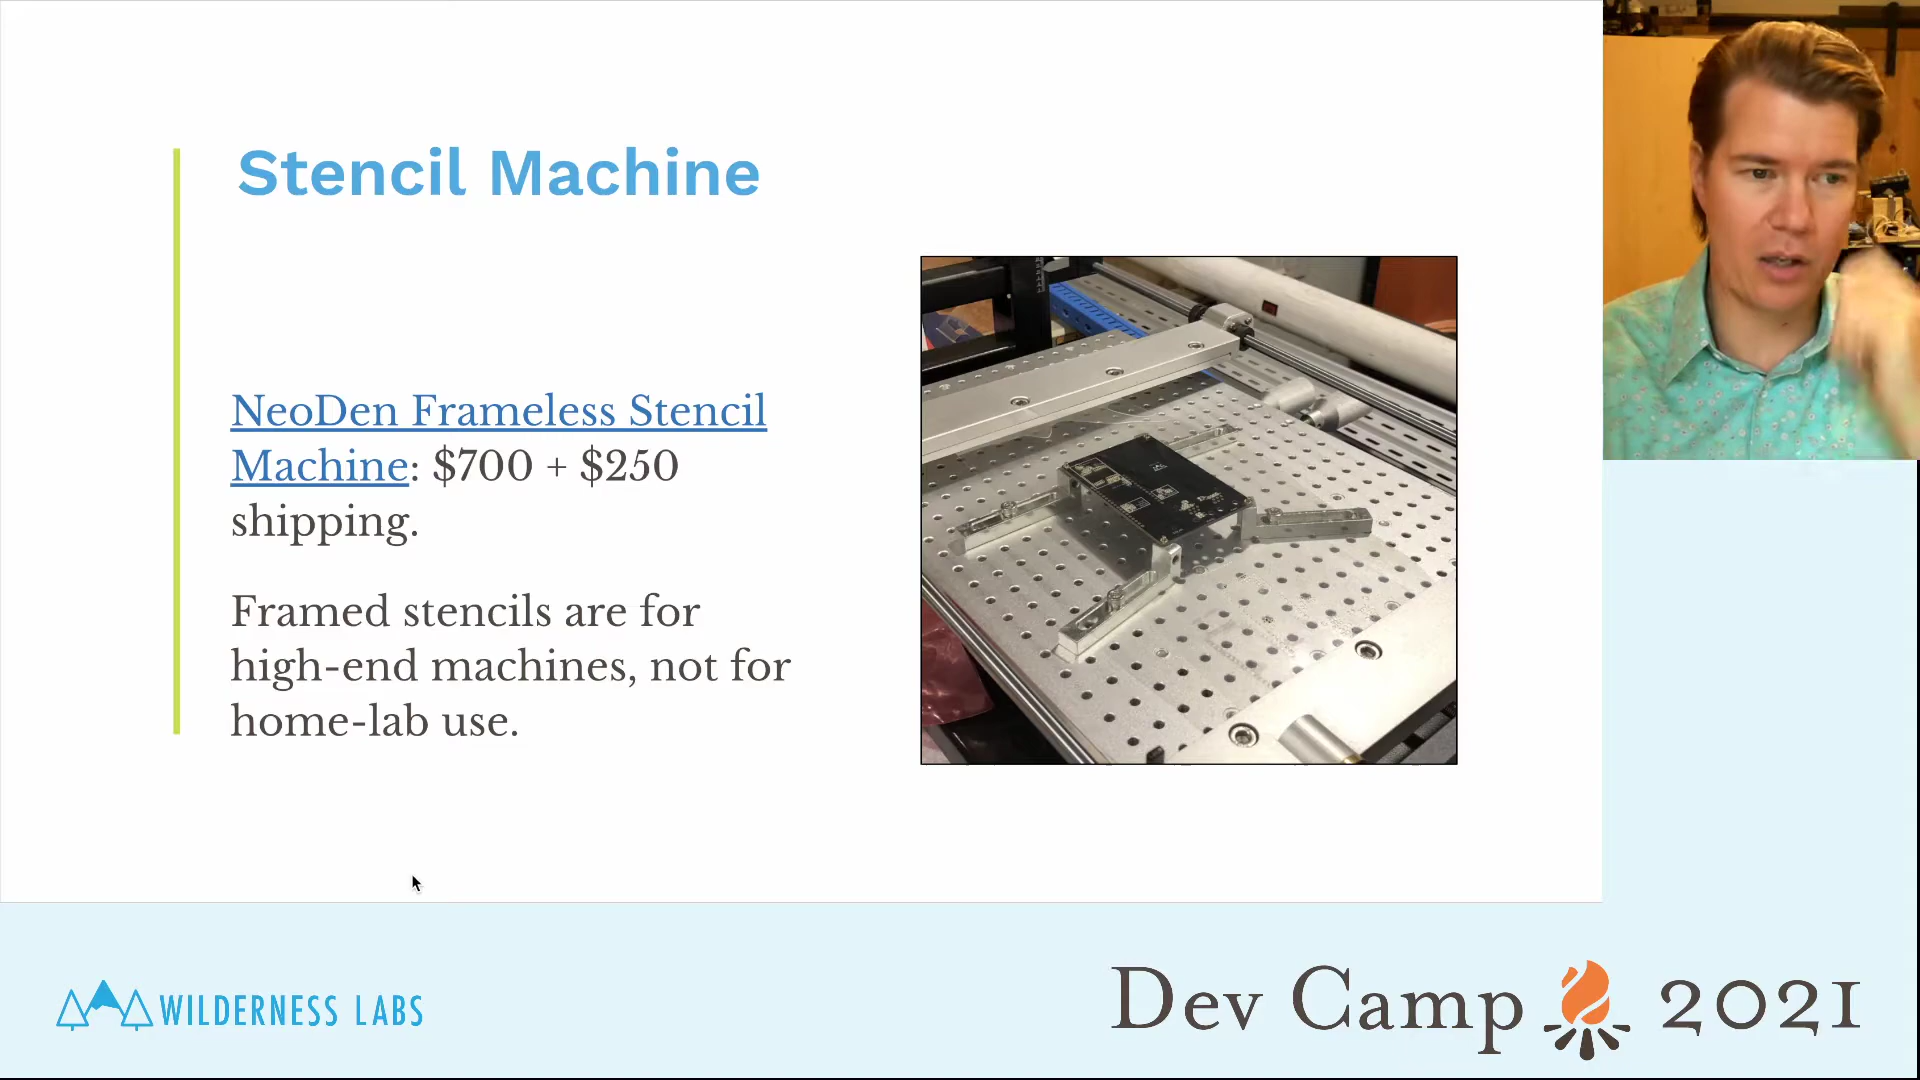 Stencil Machine
NeoDen Frameless Stencil
Machine: $700 + $250
shipping.
Framed stencils are for
high-end machines, not for
home-lab use.
WILDERNESS LABS
Dev Camp 2021